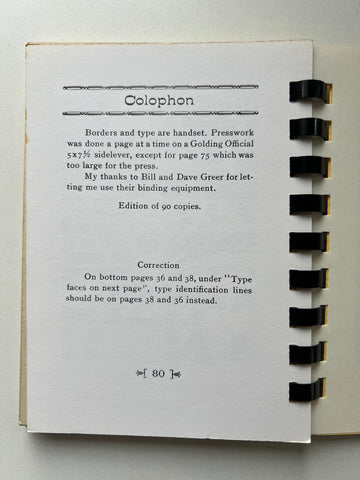 Colophon
Borders and type are handset. Presswork
was done a page at a time on a Golding Official
5x7½ sidelever, except for page 75 which was
too large for the press.
My thanks to Bill and Dave Greer for let-
ting me use their binding equipment.
Edition of 90 copies.
Correction
On bottom pages 36 and 38, under "Type
faces on next page", type identification lines
should be on pages 38 and 36 instead.
[ 80 ]